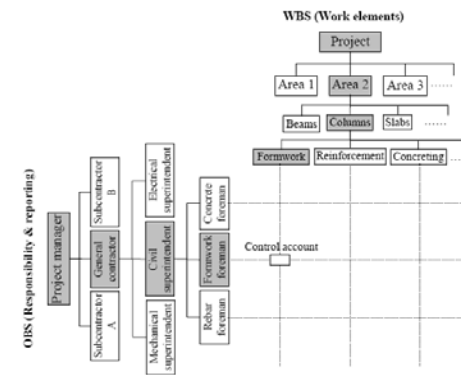 WBS (Work elements)
Project
Area 1
Area 2
Area 3
......
Beams
Columns
Slabs
......
Formwork
Reinforcement
Concreting
....
OBS (Responsibility & reporting)
Project manager
Subcontractor
B
General
contractor
Subcontractor
A
Electrical
superintendent
Civil
superintendent
Mechanical
superintendent
Concrete
foreman
Formwork
foreman
Rebar
foreman
Control account